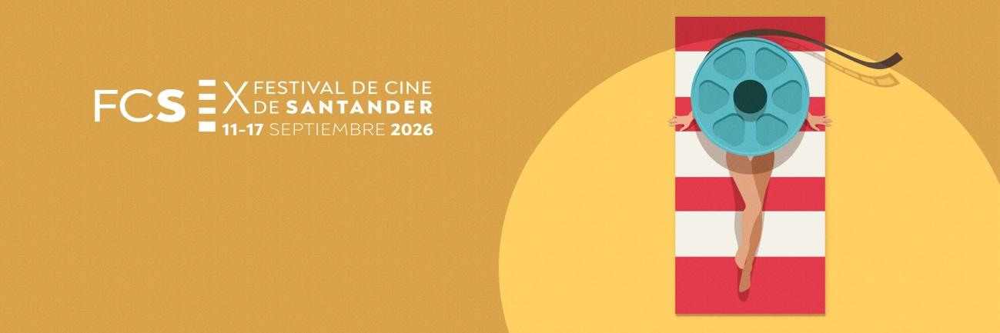 FCS
X FESTIVAL DE CINE
DE SANTANDER
11-17 SEPTIEMBRE 2026